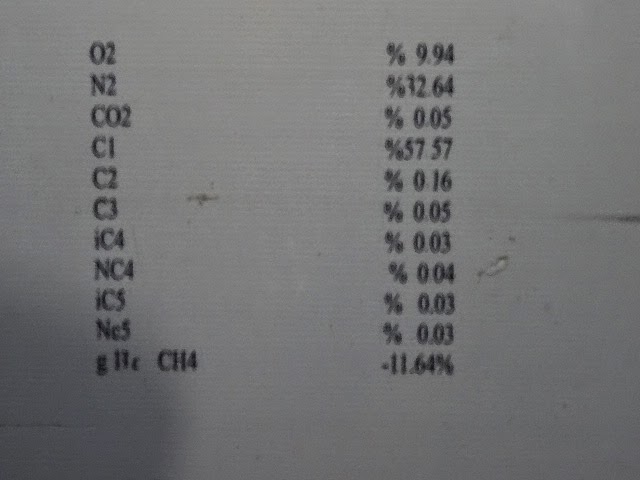 O2 % 9.94
N2 %32.64
CO2 % 0.05
C1 %57.57
C2 % 0.16
C3 % 0.05
iC4 % 0.03
NC4 % 0.04
iC5 % 0.03
Nc5 % 0.03
CH4 -11.64%